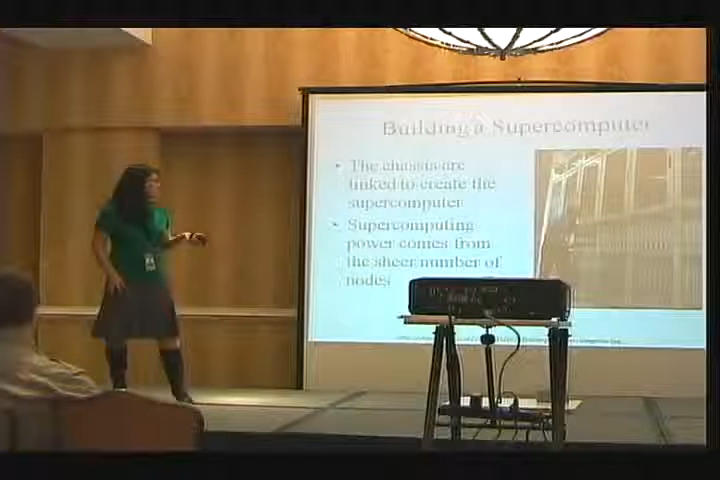 Building a Supercomputer
• The chassis are
linked to create the
supercomputer
• Supercomputing
power comes from
the sheer number of
nodes